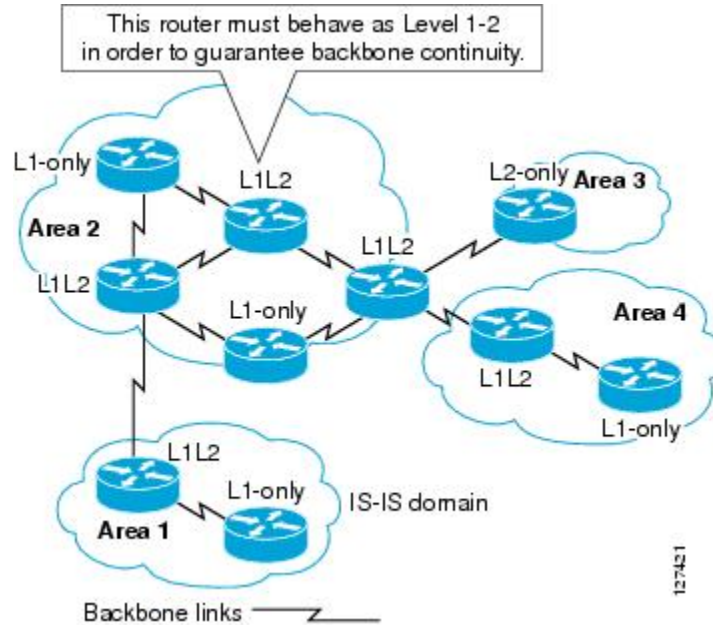 This router must behave as Level 1-2
in order to guarantee backbone continuity.
L1-only
L1L2
L2-only
Area 3
Area 2
L1L2
L1L2
L1-only
Area 4
L1L2
L1-only
L1L2
L1-only
IS-IS domain
Area 1
127421
Backbone links